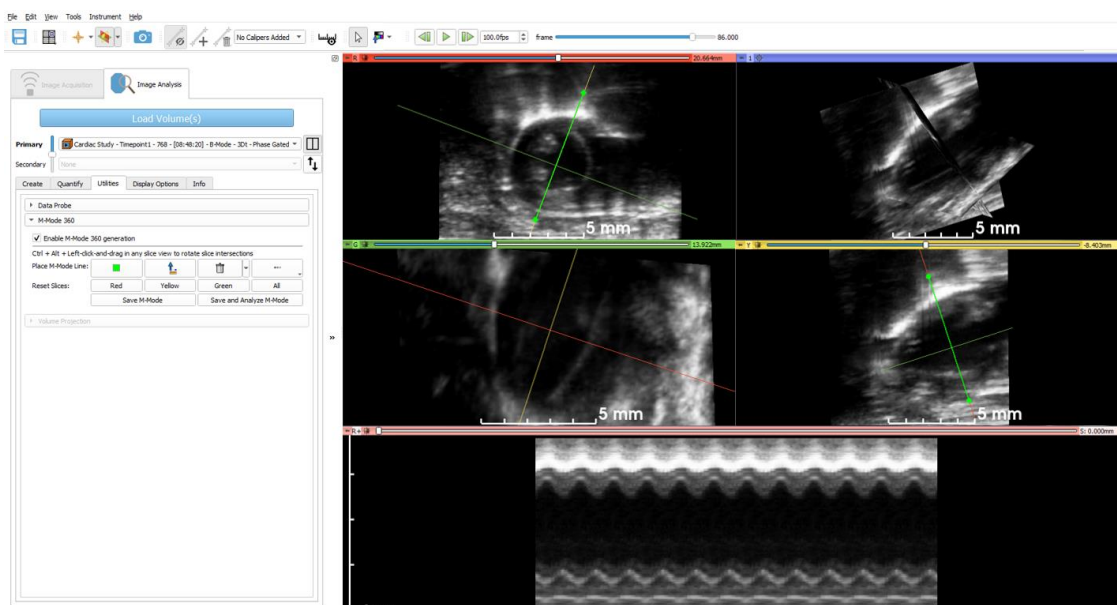 File Edit View Tools Instrument Help
No Calipers Added 100.0fps frame 86.000
Image Acquisition Image Analysis
Load Volume(s)
Primary Cardiac Study - Timepoint1 - 768 - [08:48:20] - B-Mode - 3Dt - Phase Gated
Secondary None
Create Quantify Utilities Display Options Info
Data Probe
M-Mode 360
Enable M-Mode 360 generation
Ctrl + Alt + Left-click-and-drag in any slice view to rotate slice intersections
Place M-Mode Line:
Reset Slices: Red Yellow Green All
Save M-Mode Save and Analyze M-Mode
Volume Projection
»
R 20.664mm
5 mm
1
5 mm
G 13.922mm
5 mm
Y -8.403mm
5 mm
R+ S: 0.000mm